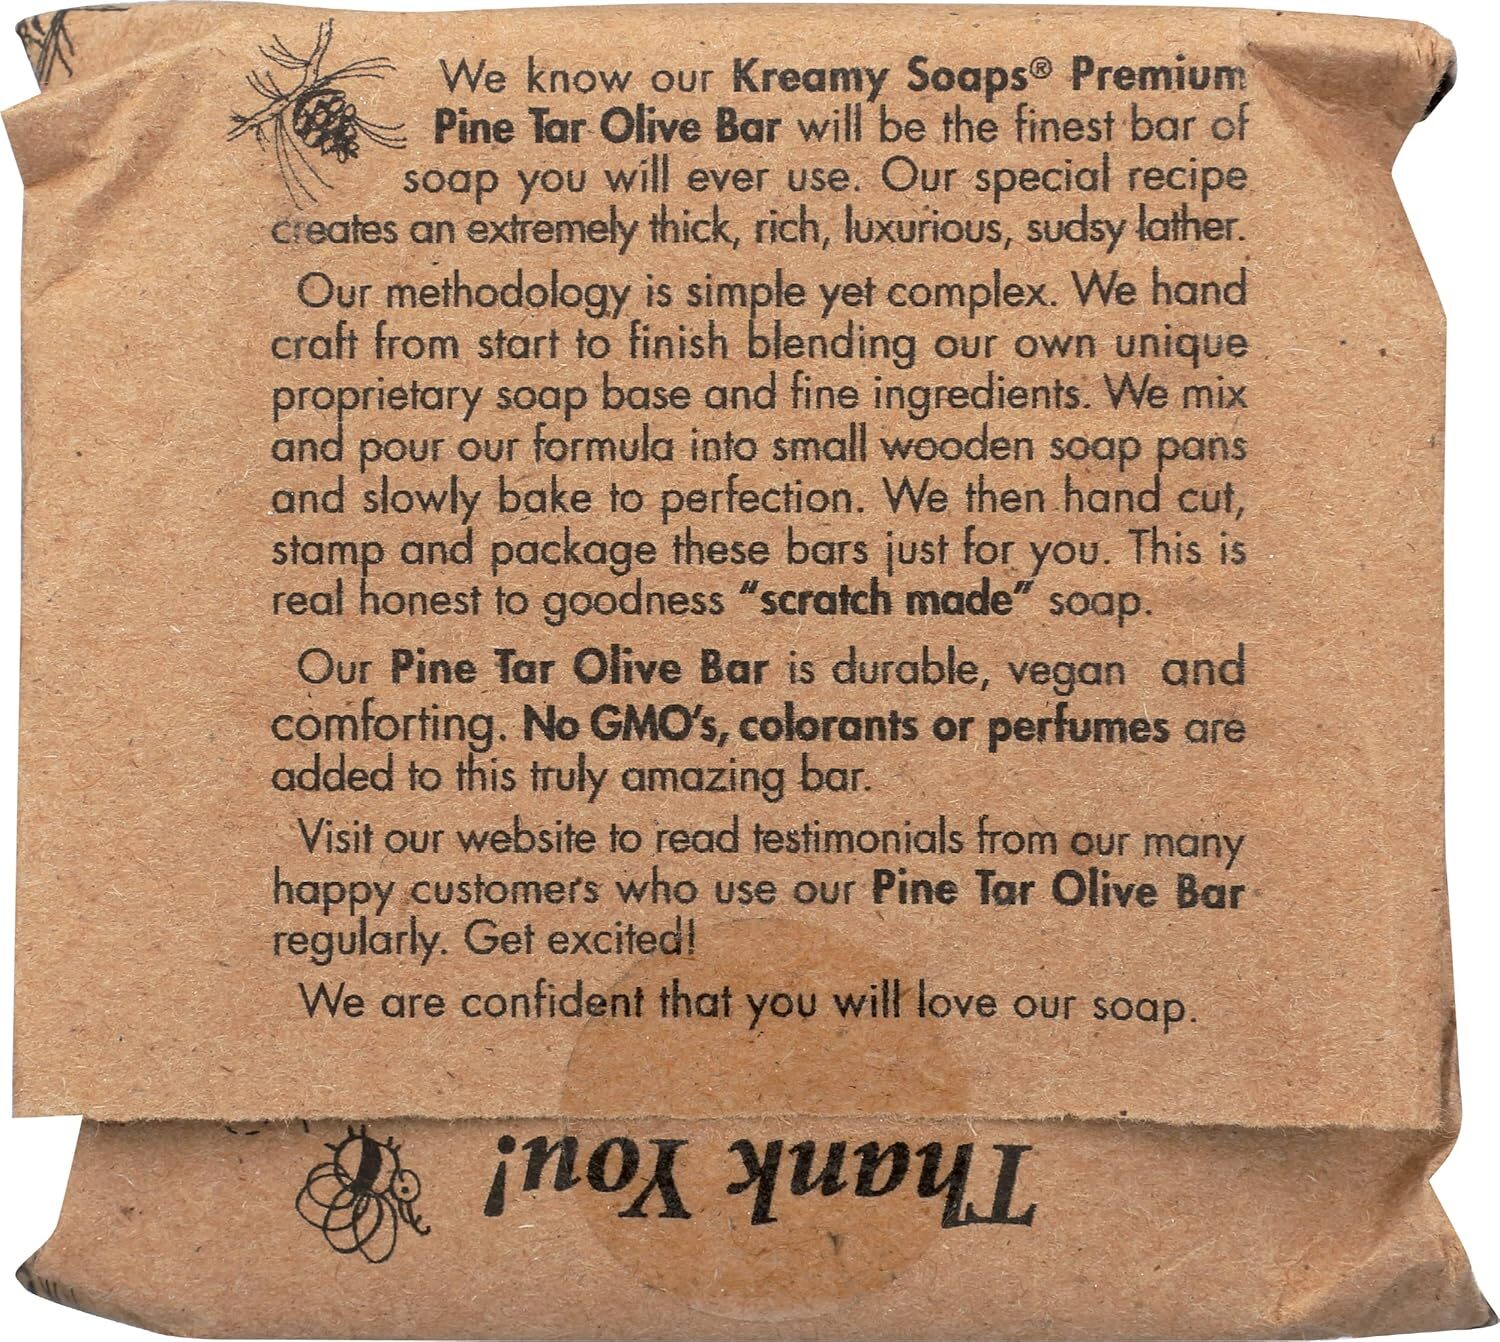 We know our Kreamy Soaps® Premium
Pine Tar Olive Bar will be the finest bar of
soap you will ever use. Our special recipe
creates an extremely thick, rich, luxurious, sudsy lather.
Our methodology is simple yet complex. We hand
craft from start to finish blending our own unique
proprietary soap base and fine ingredients. We mix
and pour our formula into small wooden soap pans
and slowly bake to perfection. We then hand cut,
stamp and package these bars just for you. This is
real honest to goodness “scratch made” soap.
Our Pine Tar Olive Bar is durable, vegan and
comforting. No GMO’s, colorants or perfumes are
added to this truly amazing bar.
Visit our website to read testimonials from our many
happy customers who use our Pine Tar Olive Bar
regularly. Get excited!
We are confident that you will love our soap.
Thank You!